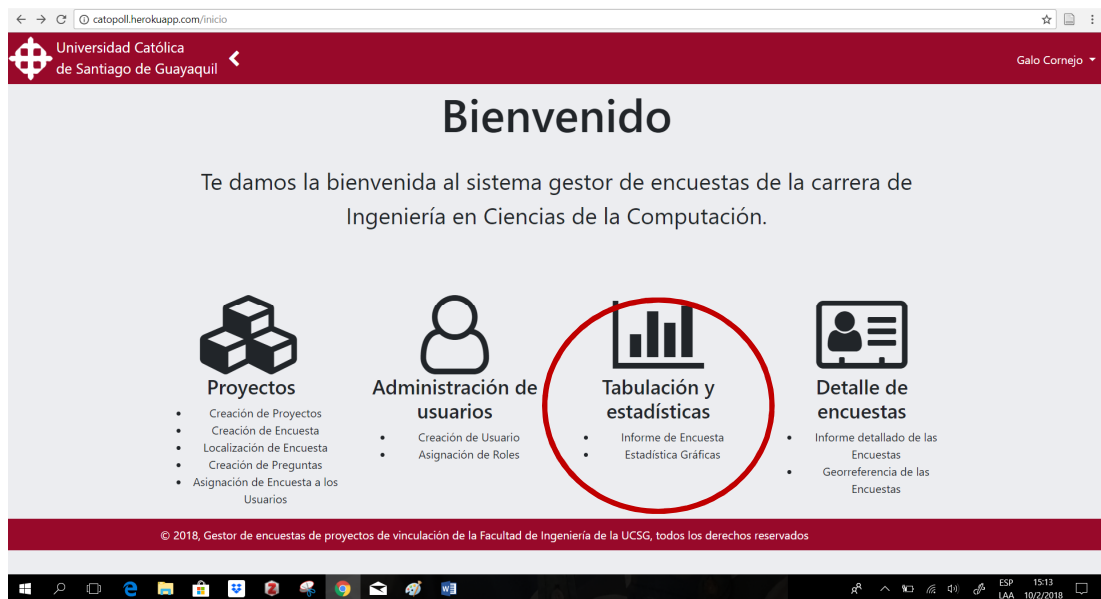 catopoll.herokuapp.com/inicio
Universidad Católica
de Santiago de Guayaquil
Galo Cornejo
Bienvenido
Te damos la bienvenida al sistema gestor de encuestas de la carrera de
Ingeniería en Ciencias de la Computación.
Proyectos
• Creación de Proyectos
• Creación de Encuesta
• Localización de Encuesta
• Creación de Preguntas
• Asignación de Encuesta a los
Usuarios
Administración de
usuarios
• Creación de Usuario
• Asignación de Roles
Tabulación y
estadísticas
• Informe de Encuesta
• Estadística Gráficas
Detalle de
encuestas
• Informe detallado de las
Encuestas
• Georreferencia de las
Encuestas
© 2018, Gestor de encuestas de proyectos de vinculación de la Facultad de Ingeniería de la UCSG, todos los derechos reservados
ESP
LAA
15:13
10/2/2018